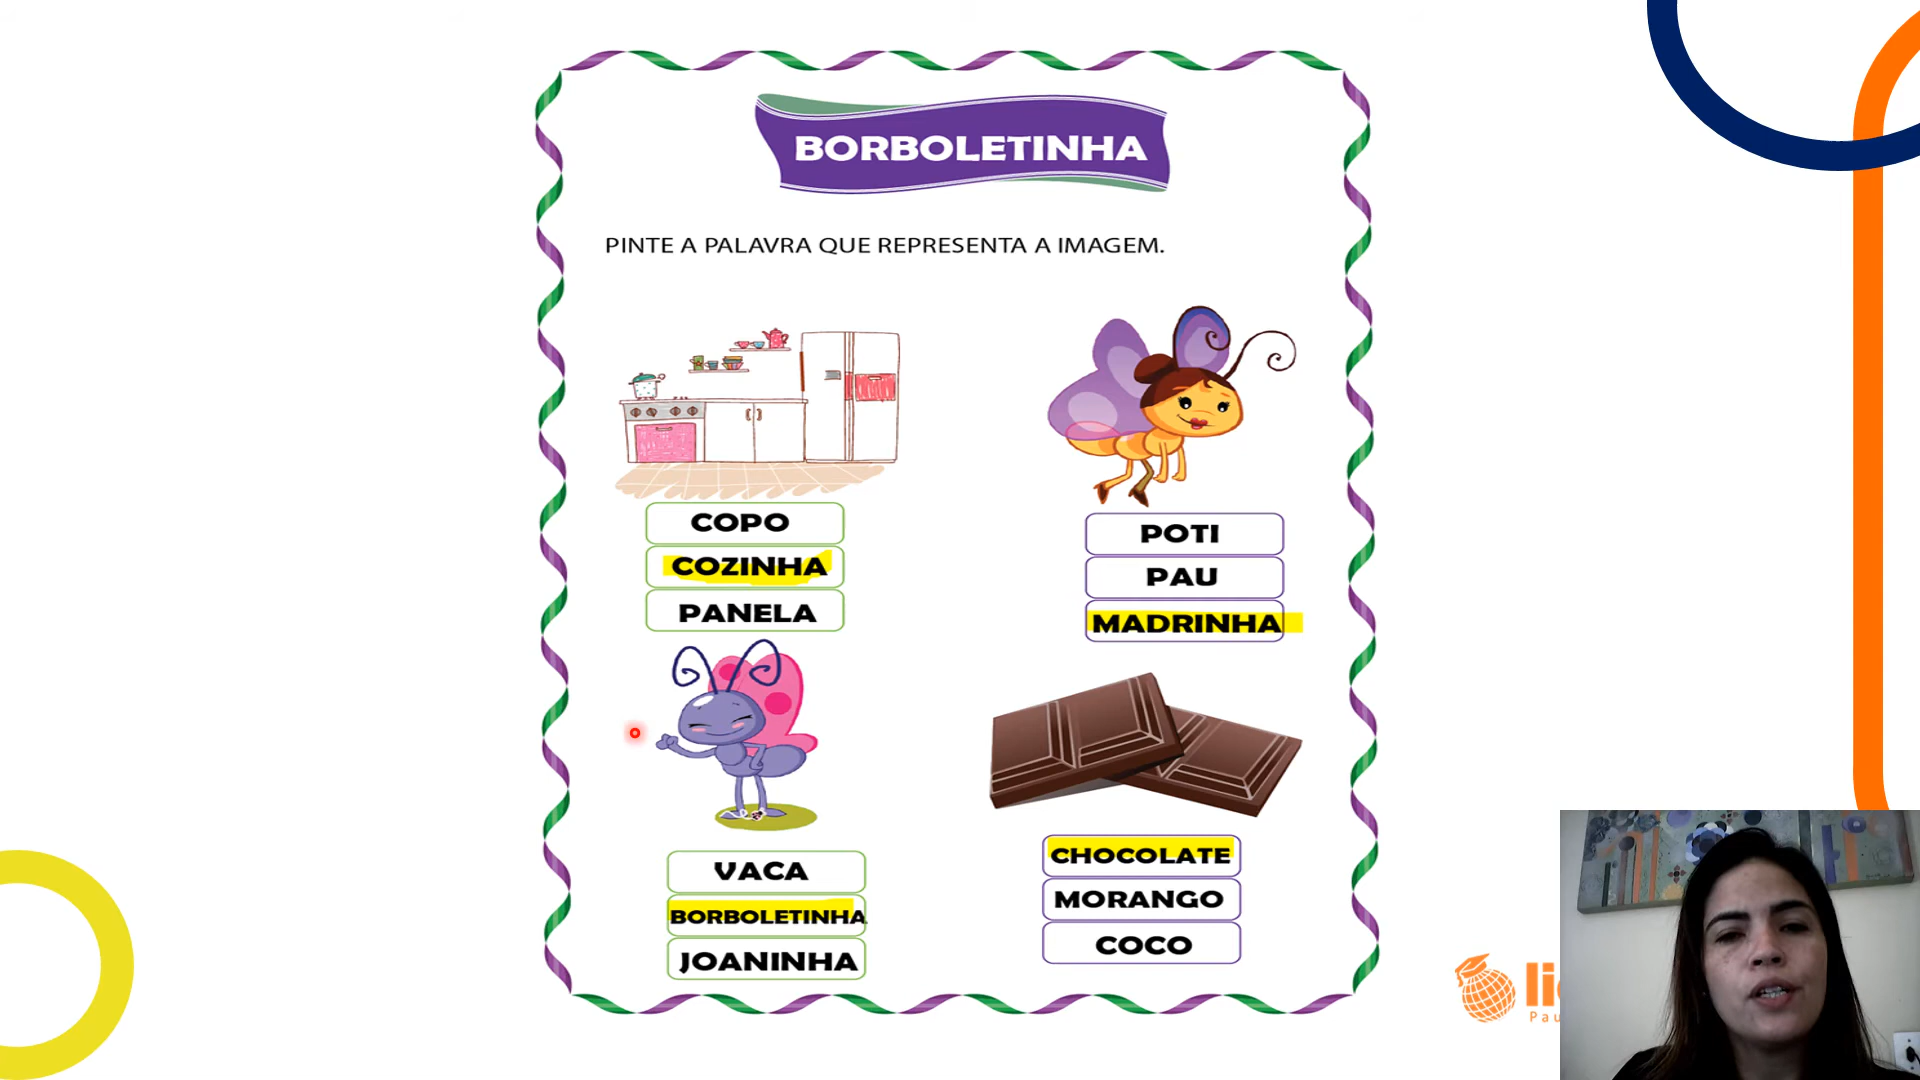 BORBOLETINHA
PINTE A PALAVRA QUE REPRESENTA A IMAGEM.
COPO
COZINHA
PANELA
POTI
PAU
MADRINHA
VACA
BORBOLETINHA
JOANINHA
CHOCOLATE
MORANGO
COCO